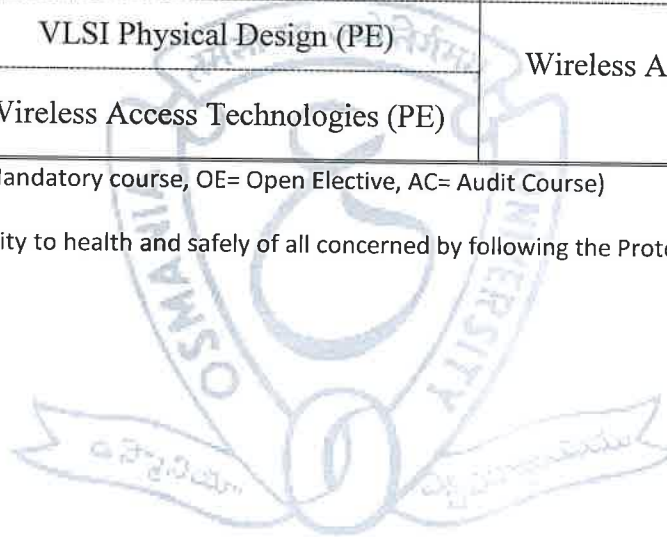 VLSI Physical Design (PE)
Wireless A
Wireless Access Technologies (PE)
andatory course, OE= Open Elective, AC= Audit Course)
ity to health and safely of all concerned by following the Prot
OSMANIA UNIVERSITY